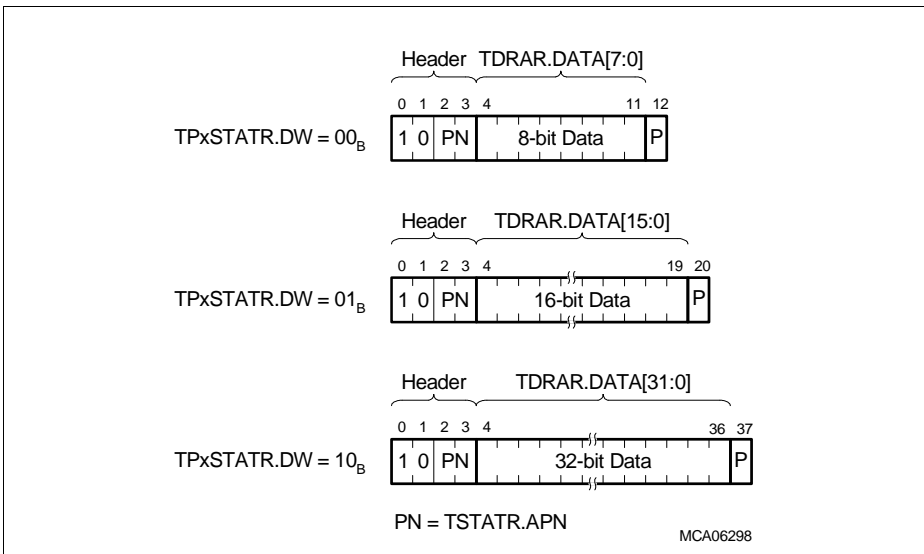 Header TDRAR.DATA[7:0]
0 1 2 3 4 11 12
TPxSTATR.DW = 00B 1 0 PN 8-bit Data P
Header TDRAR.DATA[15:0]
0 1 2 3 4 19 20
TPxSTATR.DW = 01B 1 0 PN 16-bit Data P
Header TDRAR.DATA[31:0]
0 1 2 3 4 36 37
TPxSTATR.DW = 10B 1 0 PN 32-bit Data P
PN = TSTATR.APN
MCA06298